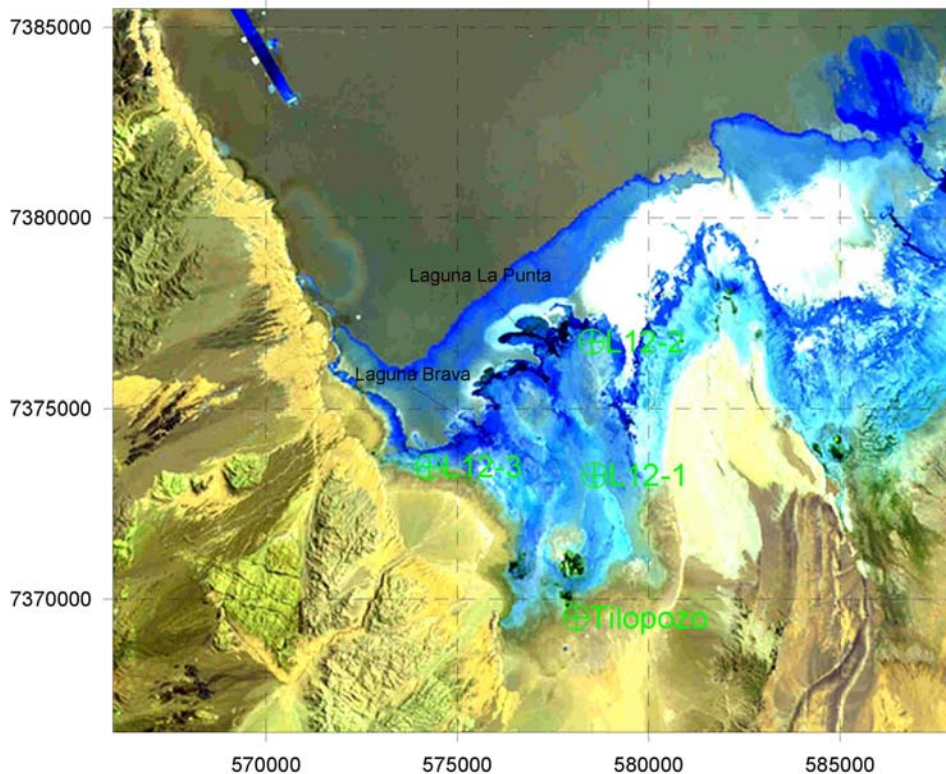 7385000
7380000
Laguna La Punta
L12-2
Laguna Brava
7375000
L12-3
L12-1
7370000
Tilopozo
570000 575000 580000 585000